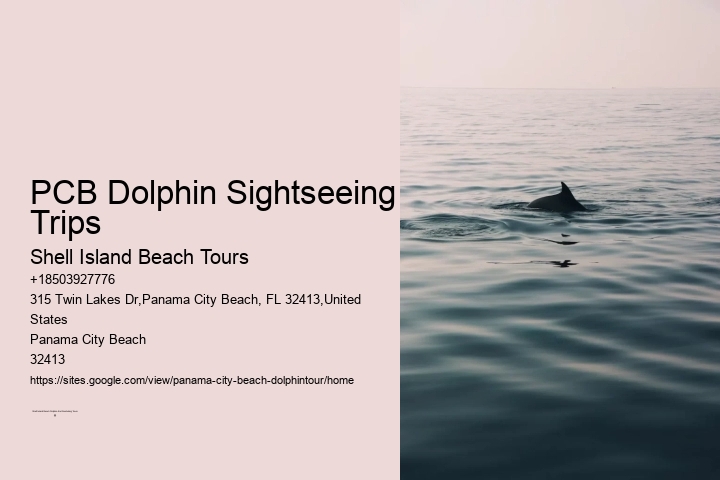 PCB Dolphin Sightseeing
Trips
Shell Island Beach Tours
+18503927776
315 Twin Lakes Dr,Panama City Beach, FL 32413,United
States
Panama City Beach
32413
https://sites.google.com/view/panama-city-beach-dolphintour/home